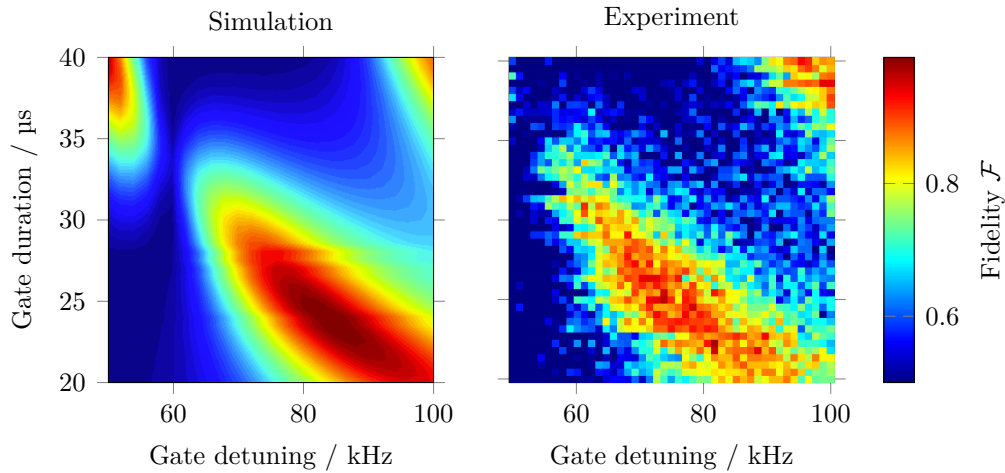 Simulation
Experiment
40
35
30
25
20
Gate duration / µs
60
80
100
Gate detuning / kHz
60
80
100
Gate detuning / kHz
0.8
0.6
Fidelity ℱ